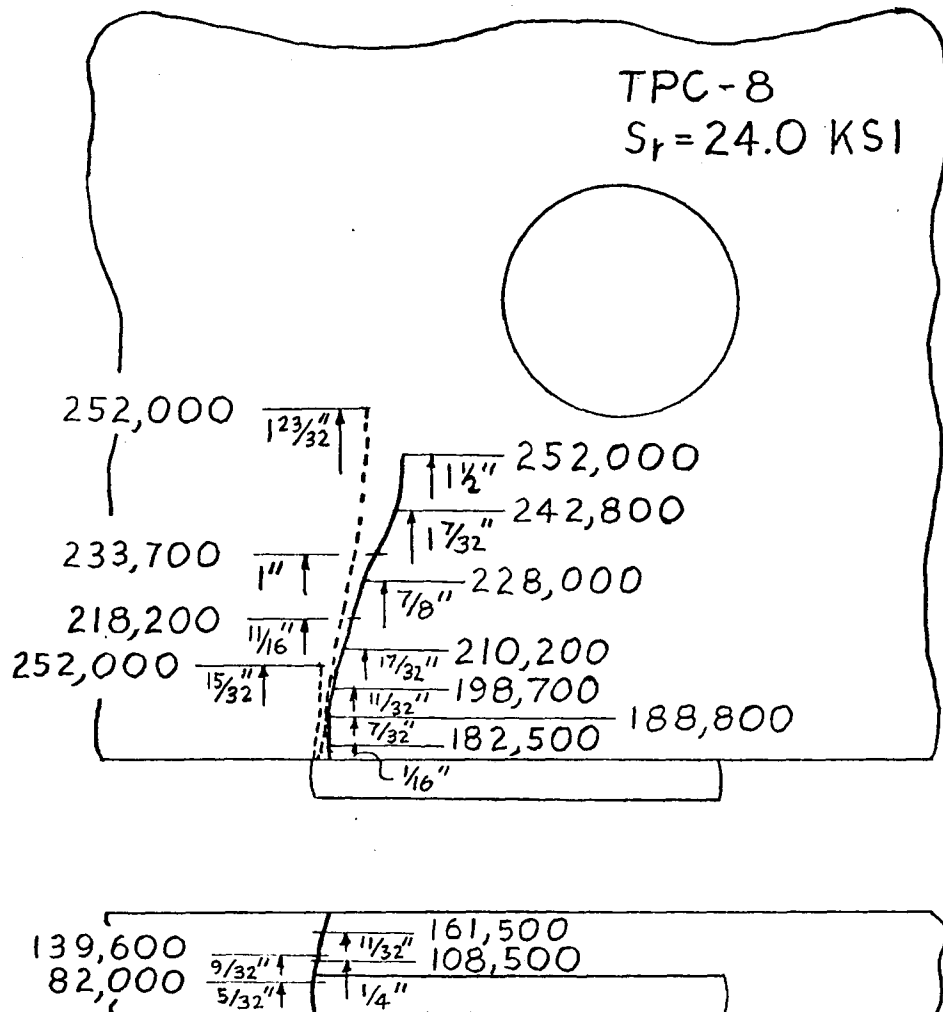 TPC-8
Sr = 24.0 KSI
252,000 1 23/32"
1 1/2" 252,000
1 7/32" 242,800
233,700 1"
7/8" 228,000
218,200 11/16"
17/32" 210,200
252,000 15/32"
11/32" 198,700
7/32" 188,800
182,500
1/16"
11/32" 161,500
139,600 9/32"
108,500
82,000 5/32"
1/4"